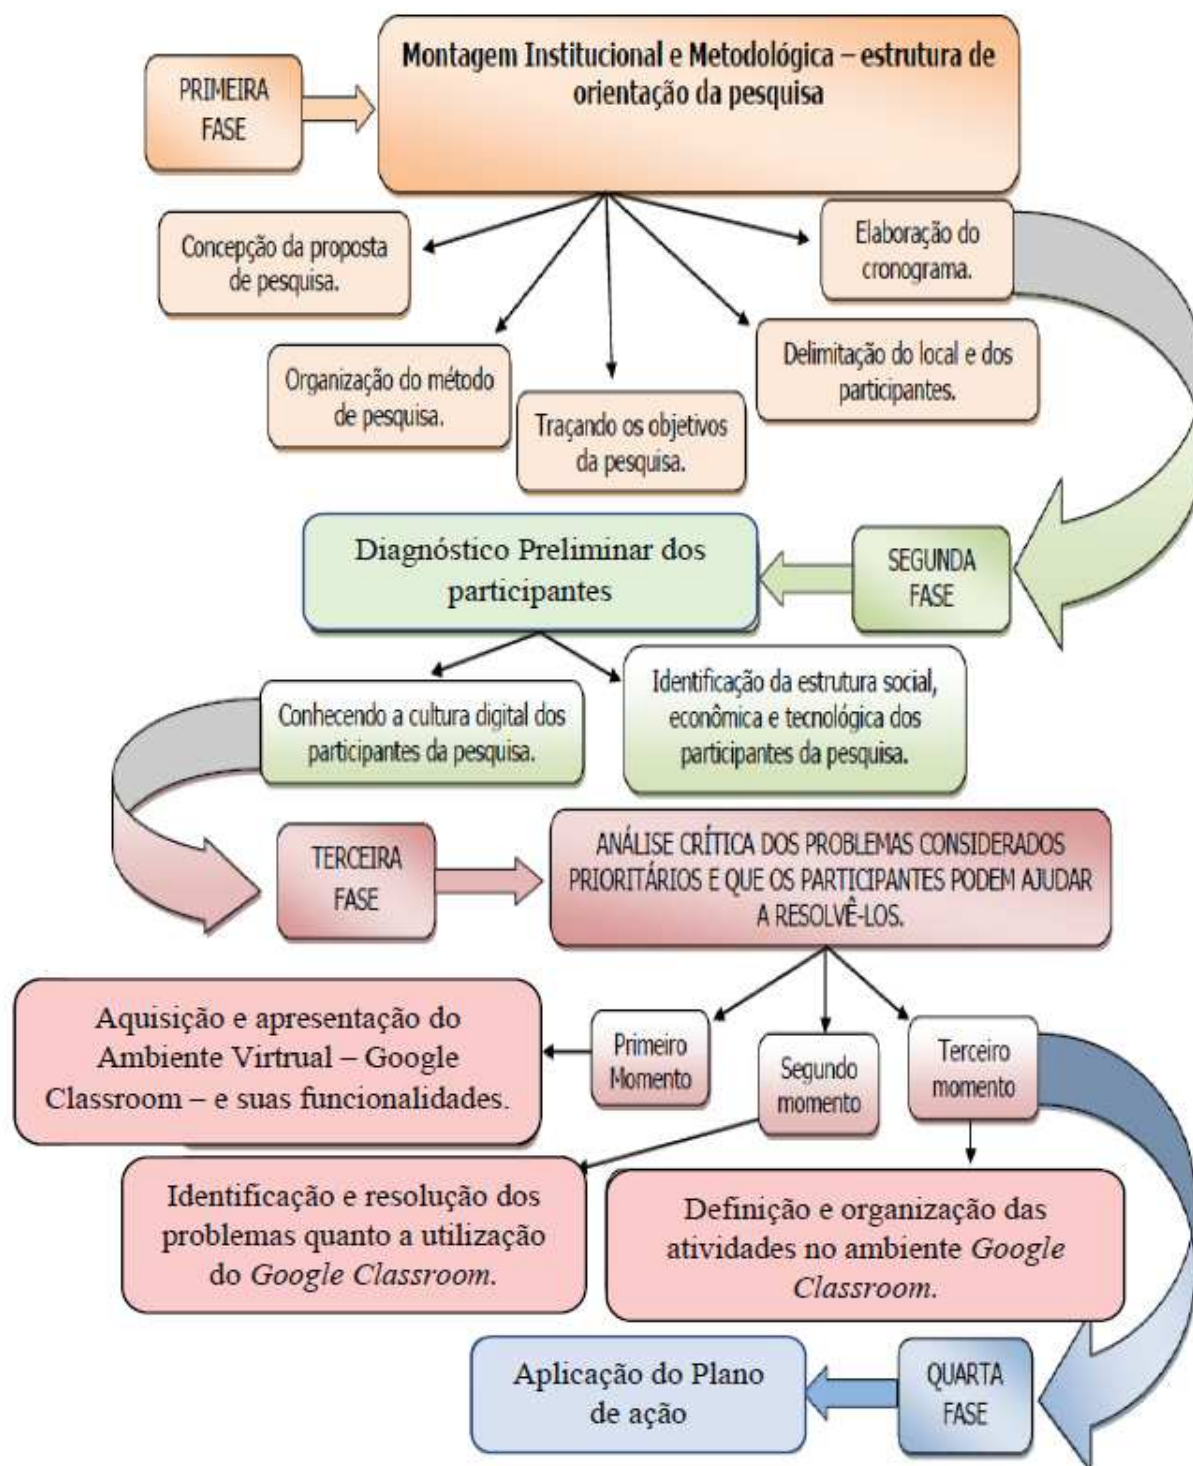 PRIMEIRA
FASE
Montagem Institucional e Metodológica – estrutura de
orientação da pesquisa
Concepção da proposta
de pesquisa.
Organização do método
de pesquisa.
Traçando os objetivos
da pesquisa.
Delimitação do local e dos
participantes.
Elaboração do
cronograma.
SEGUNDA
FASE
Diagnóstico Preliminar dos
participantes
Conhecendo a cultura digital dos
participantes da pesquisa.
Identificação da estrutura social,
econômica e tecnológica dos
participantes da pesquisa.
TERCEIRA
FASE
ANÁLISE CRÍTICA DOS PROBLEMAS CONSIDERADOS
PRIORITÁRIOS E QUE OS PARTICIPANTES PODEM AJUDAR
A RESOLVÊ-LOS.
Primeiro
Momento
Aquisição e apresentação do
Ambiente Virtrual – Google
Classroom – e suas funcionalidades.
Segundo
momento
Identificação e resolução dos
problemas quanto a utilização
do Google Classroom.
Terceiro
momento
Definição e organização das
atividades no ambiente Google
Classroom.
QUARTA
FASE
Aplicação do Plano
de ação